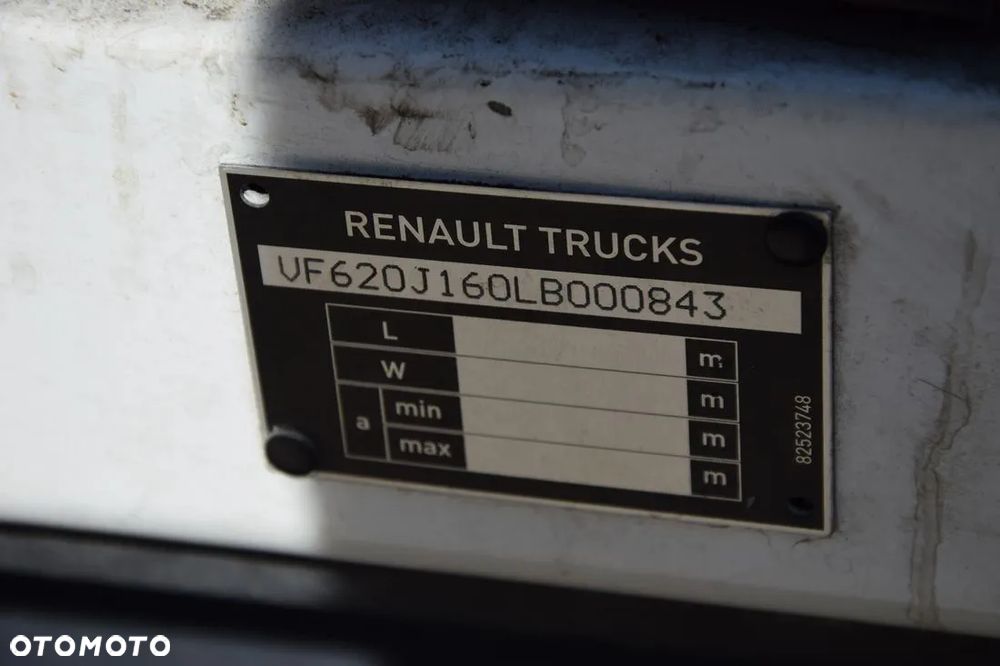 RENAULT TRUCKS
VF620J160LB000843
L m
W m
a min m
max m
82523748
OTOMOTO